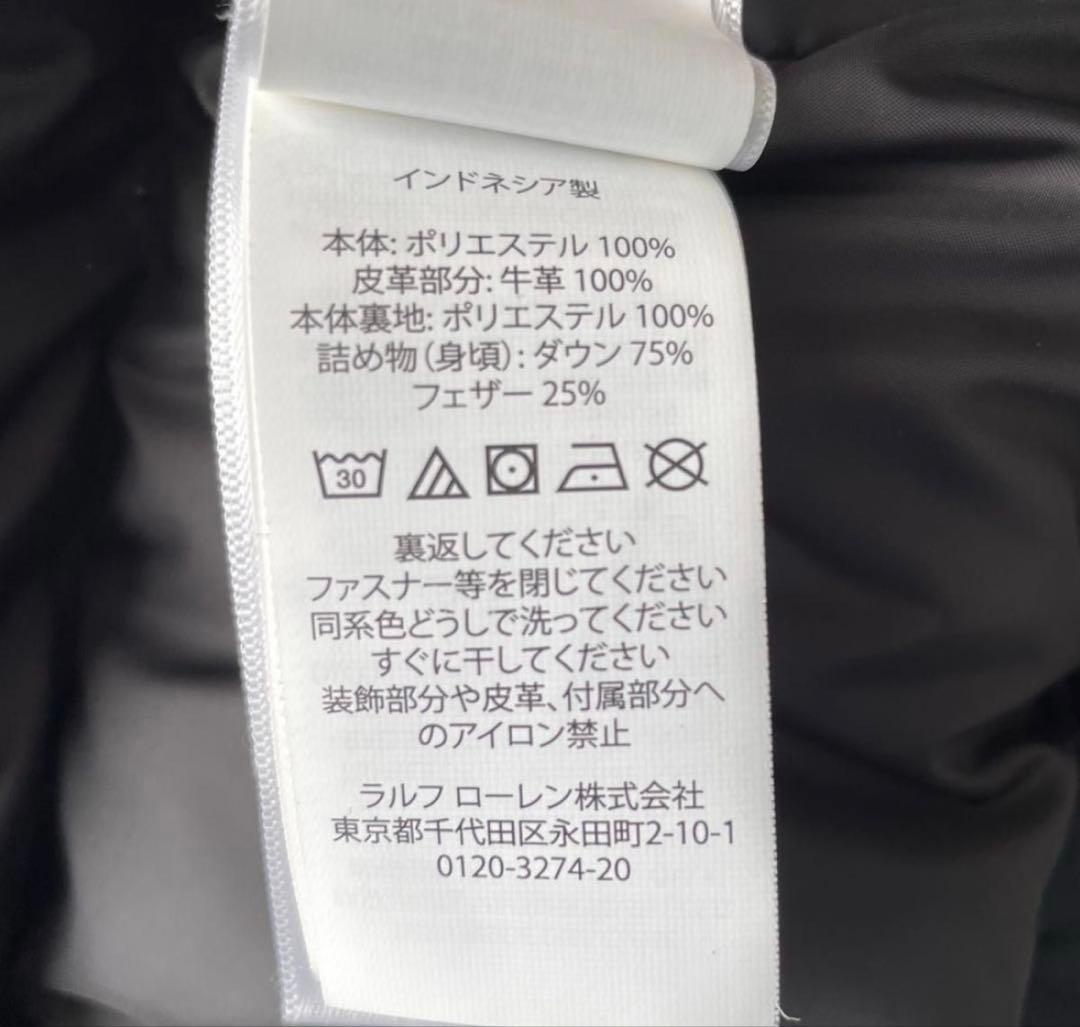 インドネシア製
本体: ポリエステル 100%
皮革部分: 牛革 100%
本体裏地: ポリエステル 100%
詰め物（身頃）: ダウン 75%
フェザー 25%
30
裏返してください
ファスナー等を閉じてください
同系色どうしで洗ってください
すぐに干してください
装飾部分や皮革、付属部分へ
のアイロン禁止
ラルフ ローレン株式会社
東京都千代田区永田町2-10-1
0120-3274-20